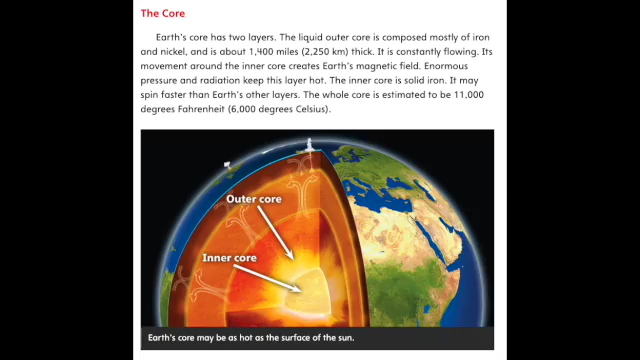 The Core
Earth's core has two layers. The liquid outer core is composed mostly of iron
and nickel, and is about 1,400 miles (2,250 km) thick. It is constantly flowing. Its
movement around the inner core creates Earth's magnetic field. Enormous
pressure and radiation keep this layer hot. The inner core is solid iron. It may
spin faster than Earth's other layers. The whole core is estimated to be 11,000
degrees Fahrenheit (6,000 degrees Celsius).
Outer core
Inner core
Earth's core may be as hot as the surface of the sun.